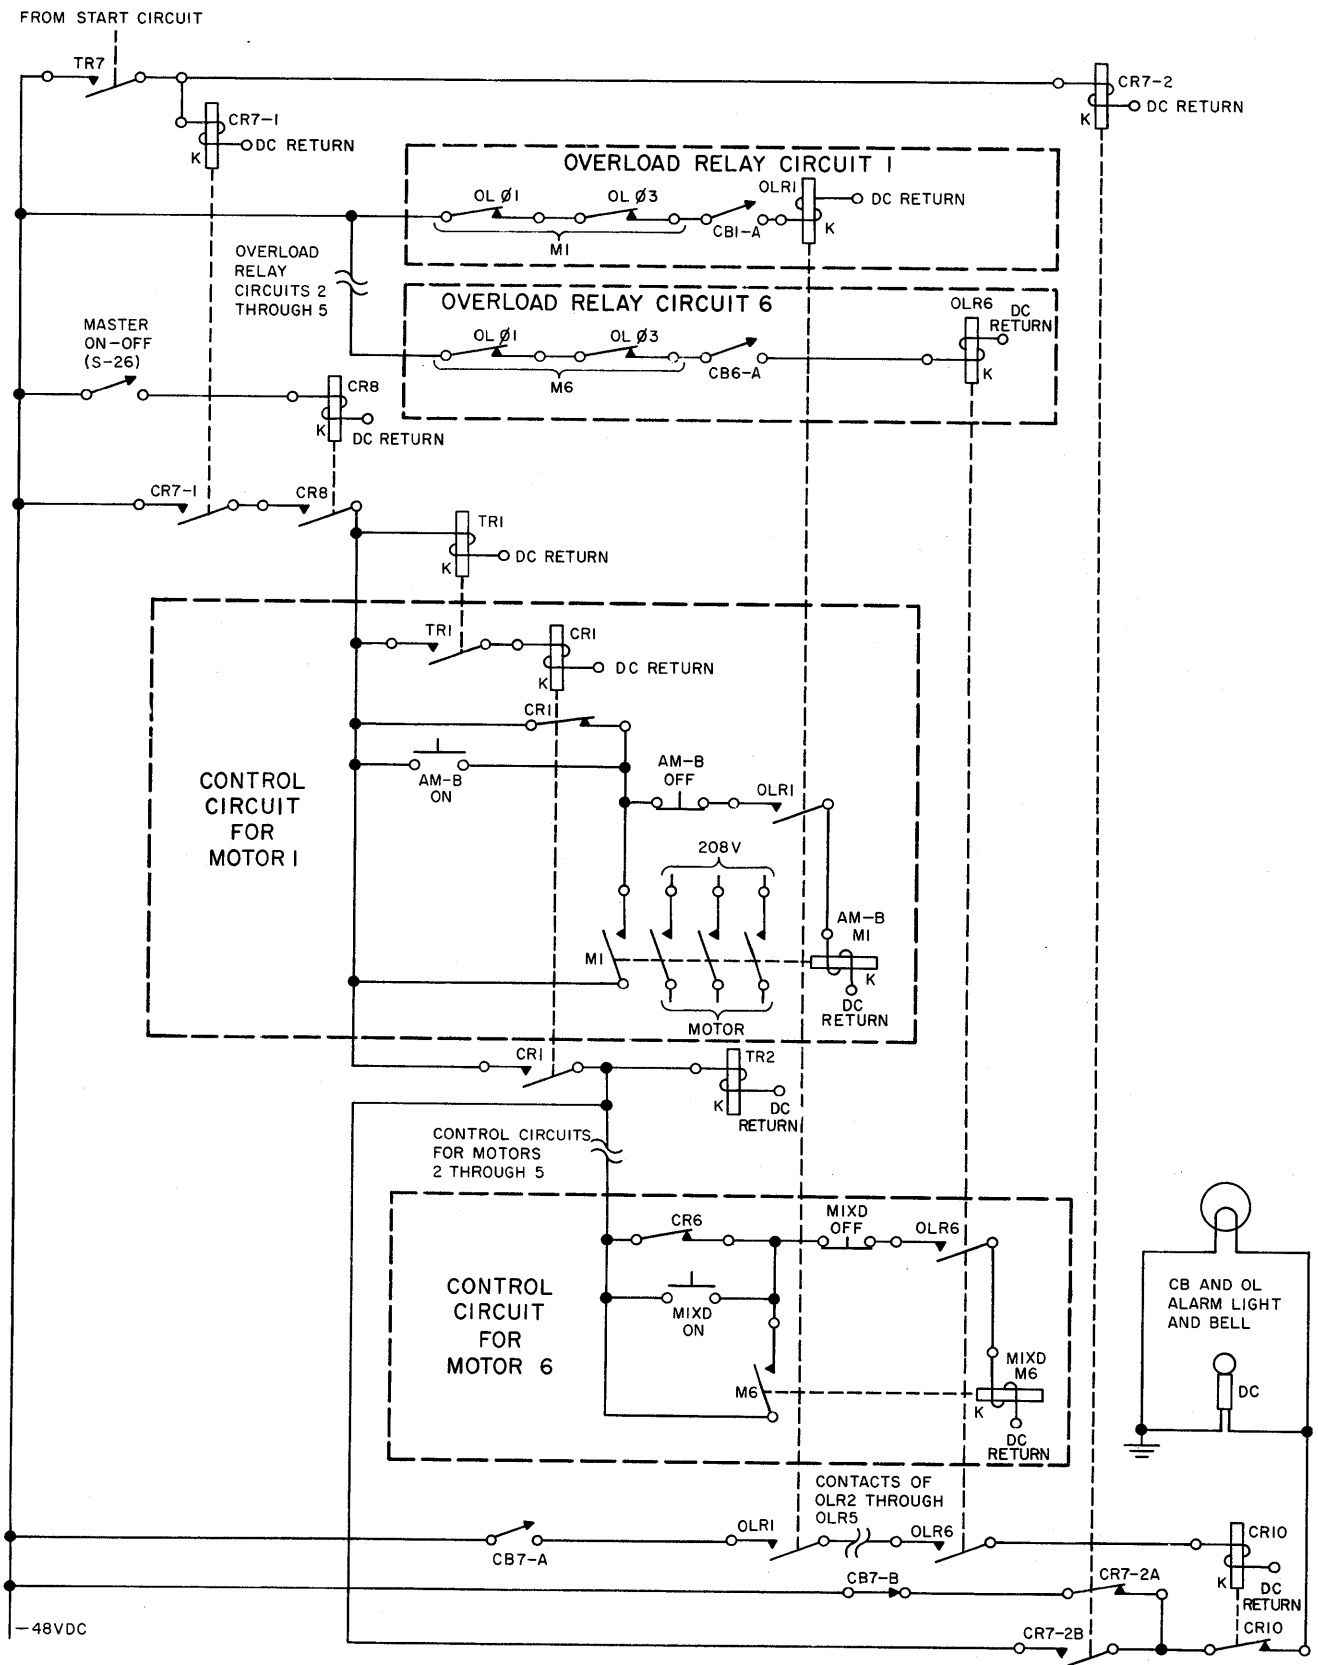 FROM START CIRCUIT
TR7
CR7-2
K
DC RETURN
CR7-1
K
DC RETURN
OVERLOAD RELAY CIRCUIT 1
OL Ø1
OL Ø3
OLR1
DC RETURN
CB1-A
K
M1
OVERLOAD
RELAY
CIRCUITS 2
THROUGH 5
OVERLOAD RELAY CIRCUIT 6
OLR6
DC
RETURN
OL Ø1
OL Ø3
CB6-A
K
M6
MASTER
ON-OFF
(S-26)
CR8
K
DC RETURN
CR7-1
CR8
TR1
K
DC RETURN
TR1
CR1
K
DC RETURN
CR1
AM-B
ON
AM-B
OFF
OLR1
CONTROL
CIRCUIT
FOR
MOTOR 1
208V
AM-B
M1
M1
K
DC
RETURN
MOTOR
CR1
TR2
K
DC
RETURN
CONTROL CIRCUITS
FOR MOTORS
2 THROUGH 5
CR6
MIXD
OFF
OLR6
CONTROL
CIRCUIT
FOR
MOTOR 6
MIXD
ON
MIXD
M6
M6
K
DC
RETURN
CB AND OL
ALARM LIGHT
AND BELL
DC
CONTACTS OF
OLR2 THROUGH
OLR5
CB7-A
OLR1
OLR6
CR10
K
DC
RETURN
CB7-B
CR7-2A
-48VDC
CR7-2B
CR10